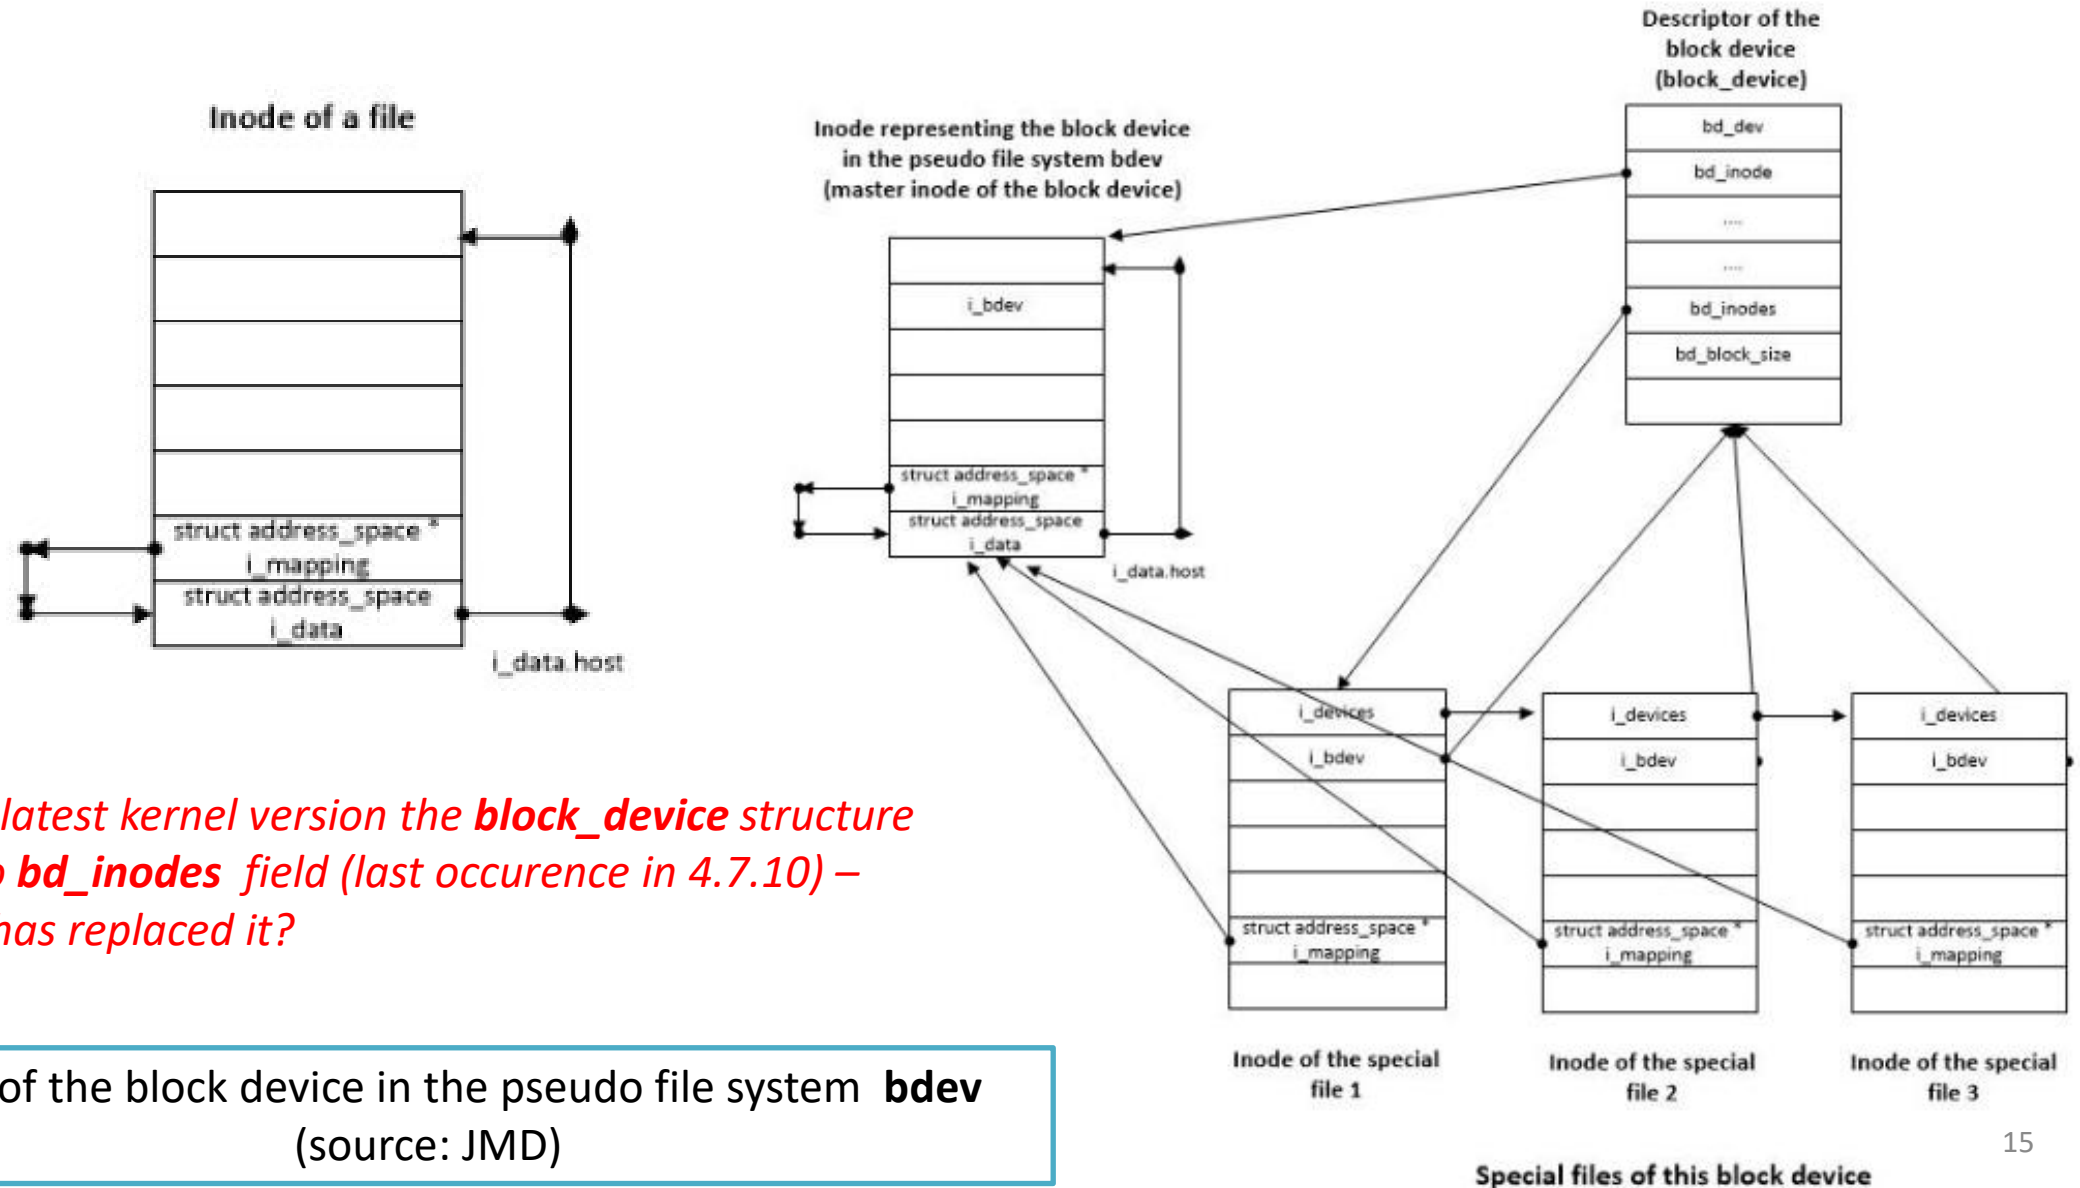 Inode of a file
struct address_space *
i_mapping
struct address_space
i_data
i_data.host
Inode representing the block device
in the pseudo file system bdev
(master inode of the block device)
i_bdev
struct address_space *
i_mapping
struct address_space
i_data
i_data.host
Descriptor of the
block device
(block_device)
bd_dev
bd_inode
....
....
bd_inodes
bd_block_size
i_devices
i_bdev
struct address_space *
i_mapping
Inode of the special
file 1
i_devices
i_bdev
struct address_space *
i_mapping
Inode of the special
file 2
i_devices
i_bdev
struct address_space *
i_mapping
Inode of the special
file 3
Special files of this block device
latest kernel version the block_device structure
bd_inodes field (last occurence in 4.7.10) –
has replaced it?
of the block device in the pseudo file system bdev
(source: JMD)
15